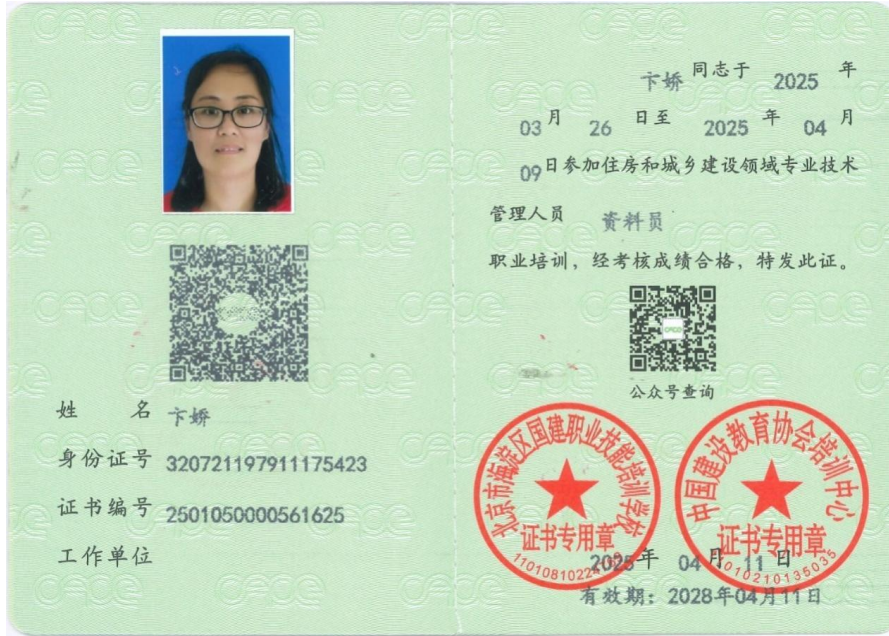 姓 名 卞娇
身份证号 320721197911175423
证书编号 2501050000561625
工作单位
卞娇 同志于 2025 年
03 月 26 日至 2025 年 04 月
09 日参加住房和城乡建设领域专业技术
管理人员 资料员
职业培训，经考核成绩合格，特发此证。
公众号查询
北京市海淀区国建职业技能培训学校
证书专用章
中国建设教育协会培训中心
证书专用章
2025 年 04 月 11 日
有效期：2028年04月11日